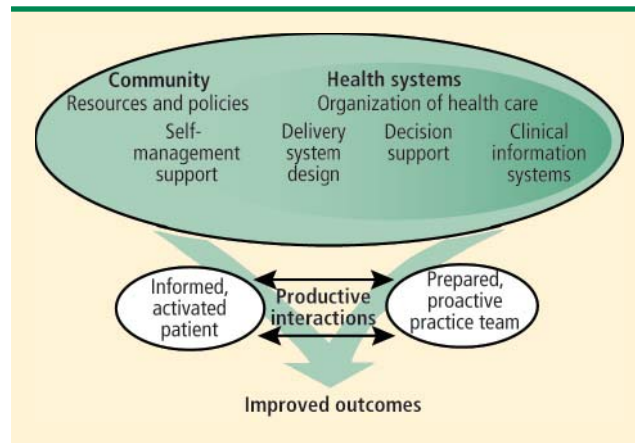 Community
Resources and policies
Health systems
Organization of health care
Self-
management
support
Delivery
system
design
Decision
support
Clinical
information
systems
Informed,
activated
patient
Productive
interactions
Prepared,
proactive
practice team
Improved outcomes